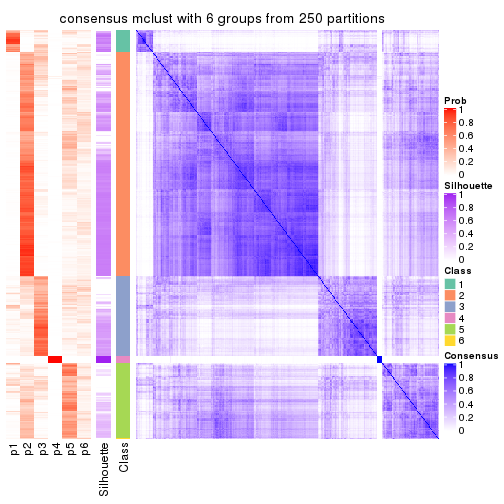 consensus mclust with 6 groups from 250 partitions
Prob
1
0.8
0.6
0.4
0.2
0
Silhouette
1
0.8
0.6
0.4
0.2
0
Class
1
2
3
4
5
6
Consensus
1
0.8
0.6
0.4
0.2
0
p1
p2
p3
p4
p5
p6
Silhouette
Class